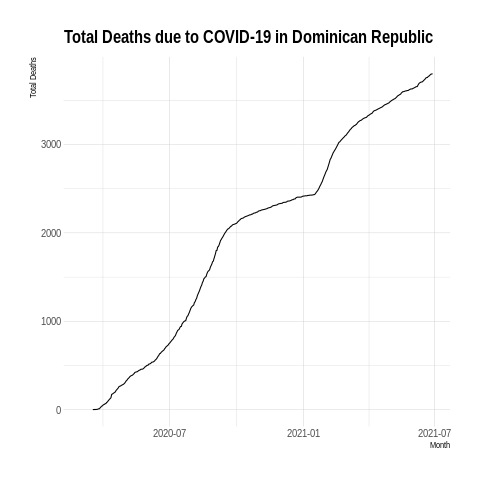 Total Deaths due to COVID-19 in Dominican Republic
Total Deaths
3000
2000
1000
0
2020-07 2021-01 2021-07
Month